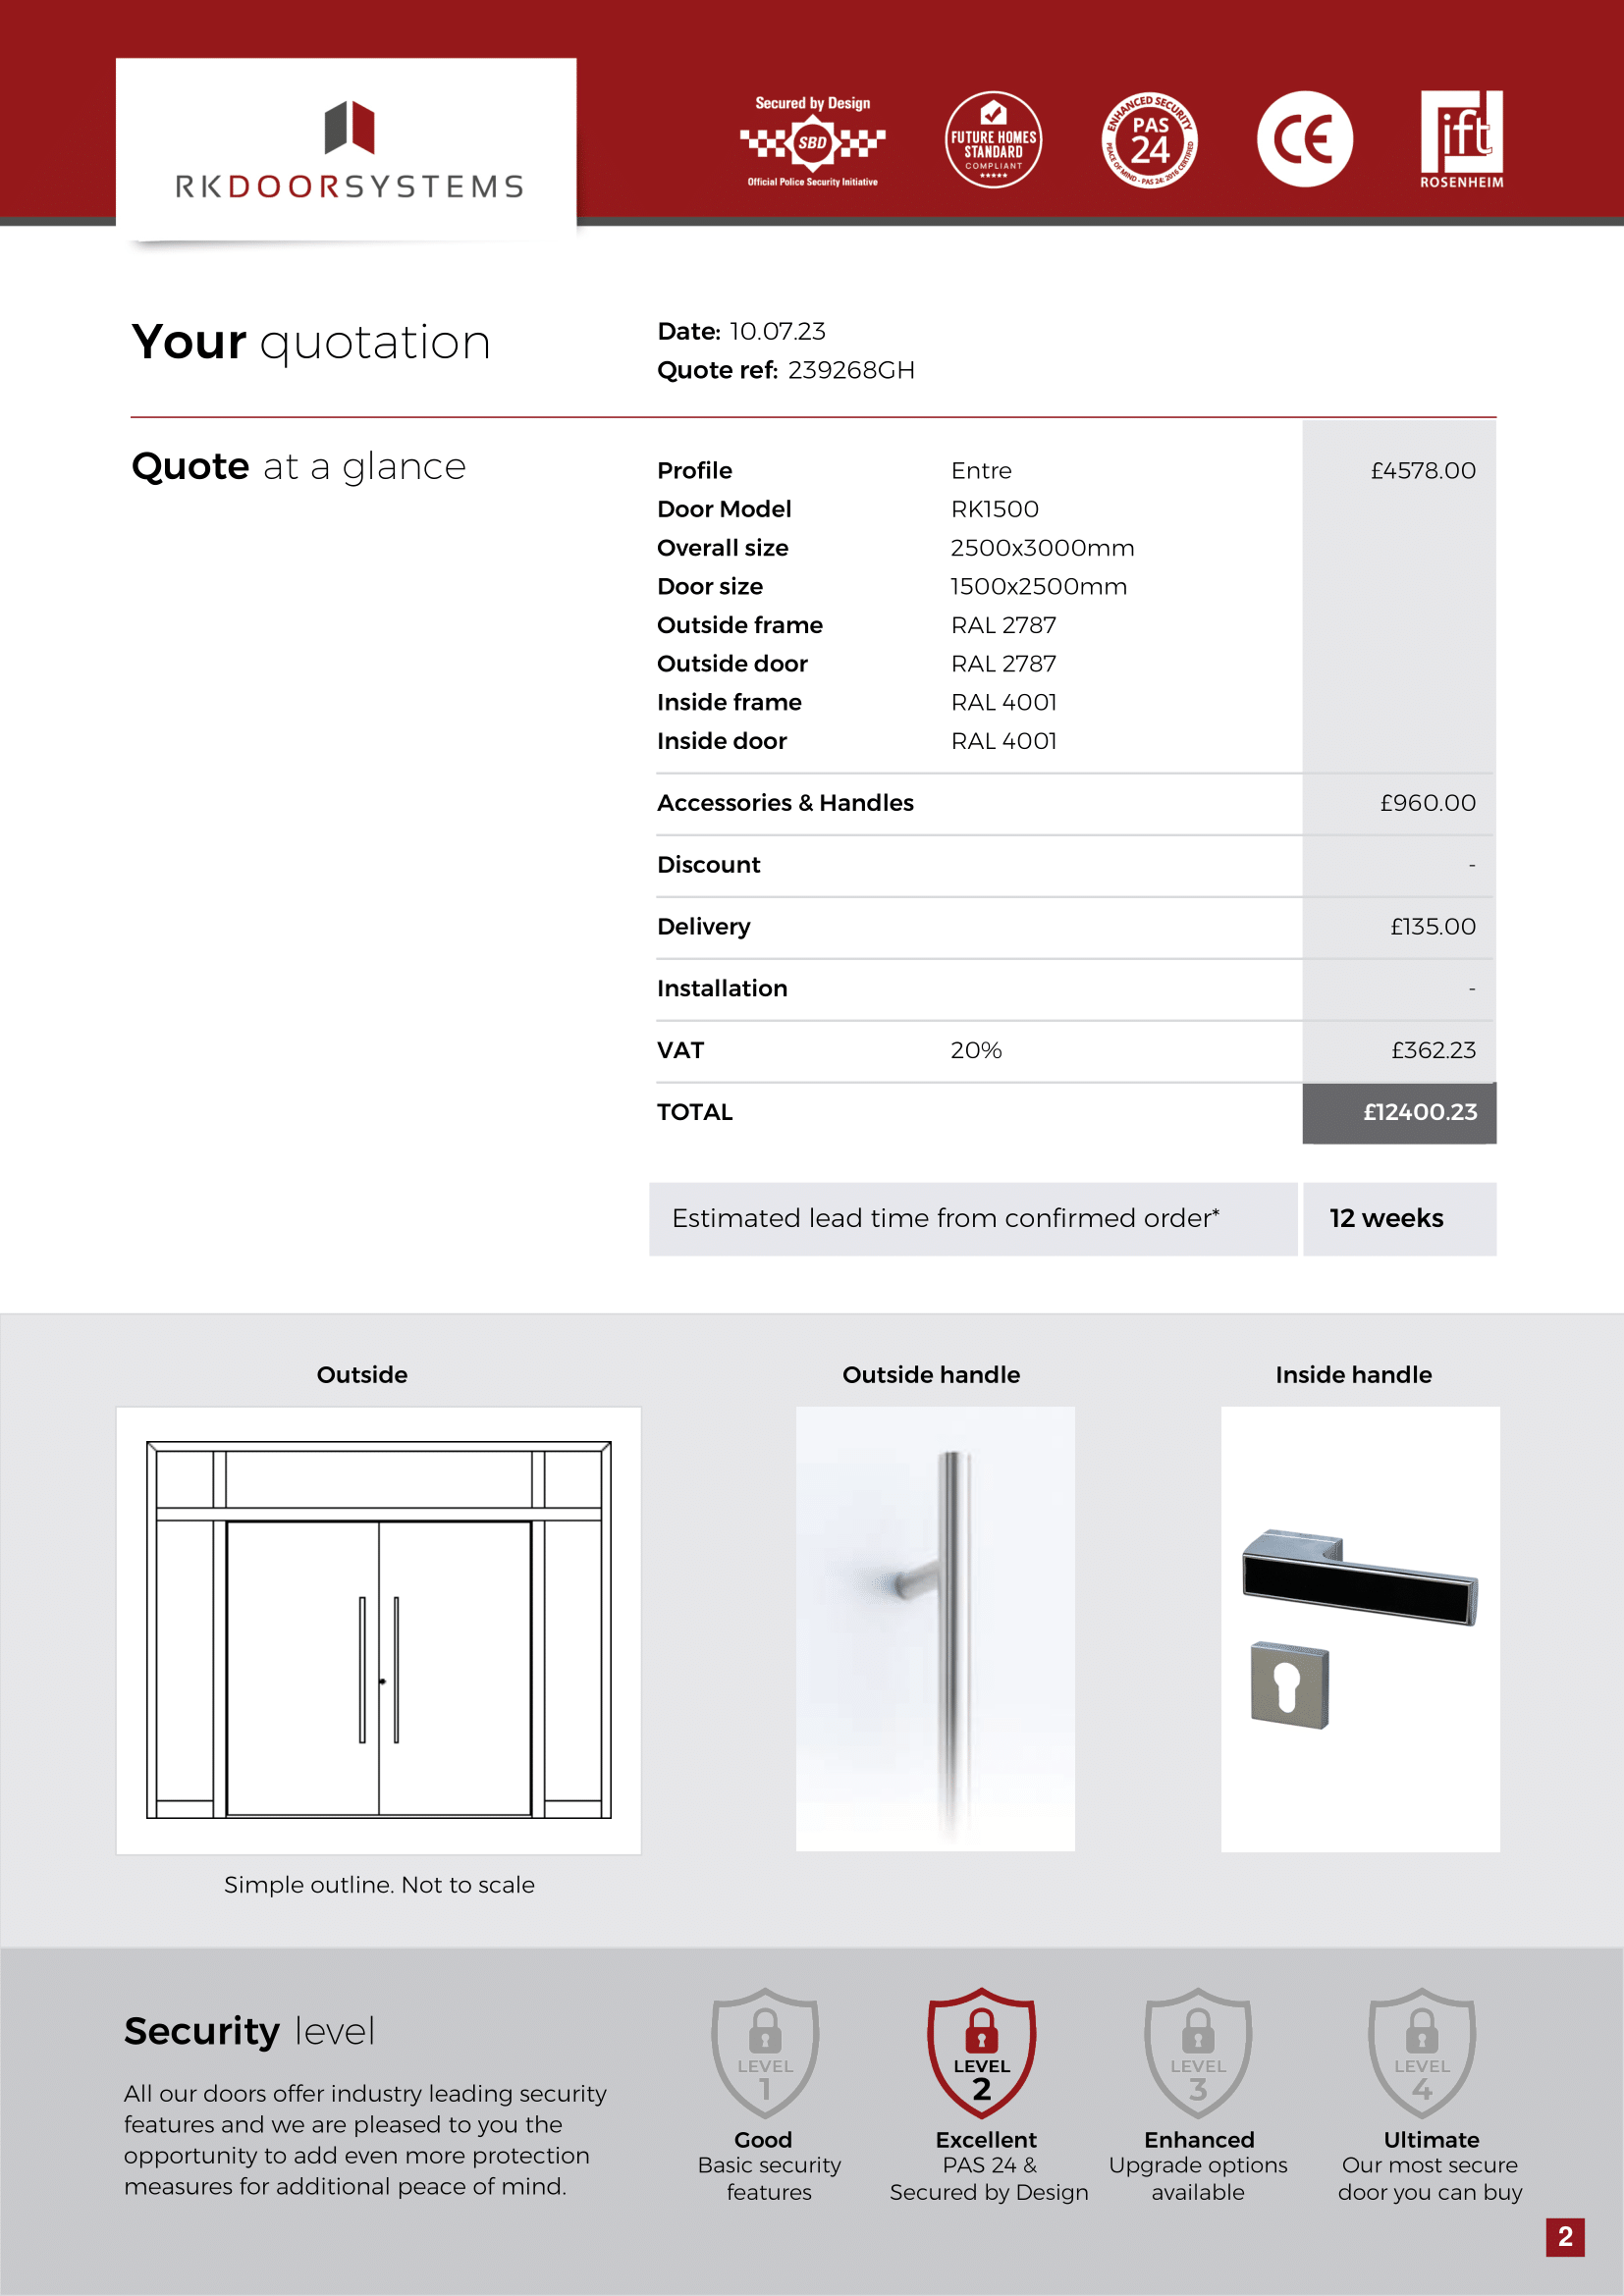 RKDOORSYSTEMS
Secured by Design
SBD
Official Police Security Initiative
FUTURE HOMES
STANDARD
COMPLIANT
ENHANCED SECURITY
PAS
24
PEACE OF MIND - PAS 24: 2016 CERTIFIED
CE
ift
ROSENHEIM
Your quotation
Date: 10.07.23
Quote ref: 239268GH
Quote at a glance
Profile Entre £4578.00
Door Model RK1500
Overall size 2500x3000mm
Door size 1500x2500mm
Outside frame RAL 2787
Outside door RAL 2787
Inside frame RAL 4001
Inside door RAL 4001
Accessories & Handles £960.00
Discount -
Delivery £135.00
Installation -
VAT 20% £362.23
TOTAL £12400.23
Estimated lead time from confirmed order* 12 weeks
Outside
Outside handle
Inside handle
Simple outline. Not to scale
Security level
All our doors offer industry leading security
features and we are pleased to you the
opportunity to add even more protection
measures for additional peace of mind.
LEVEL
1
Good
Basic security
features
LEVEL
2
Excellent
PAS 24 &
Secured by Design
LEVEL
3
Enhanced
Upgrade options
available
LEVEL
4
Ultimate
Our most secure
door you can buy
2